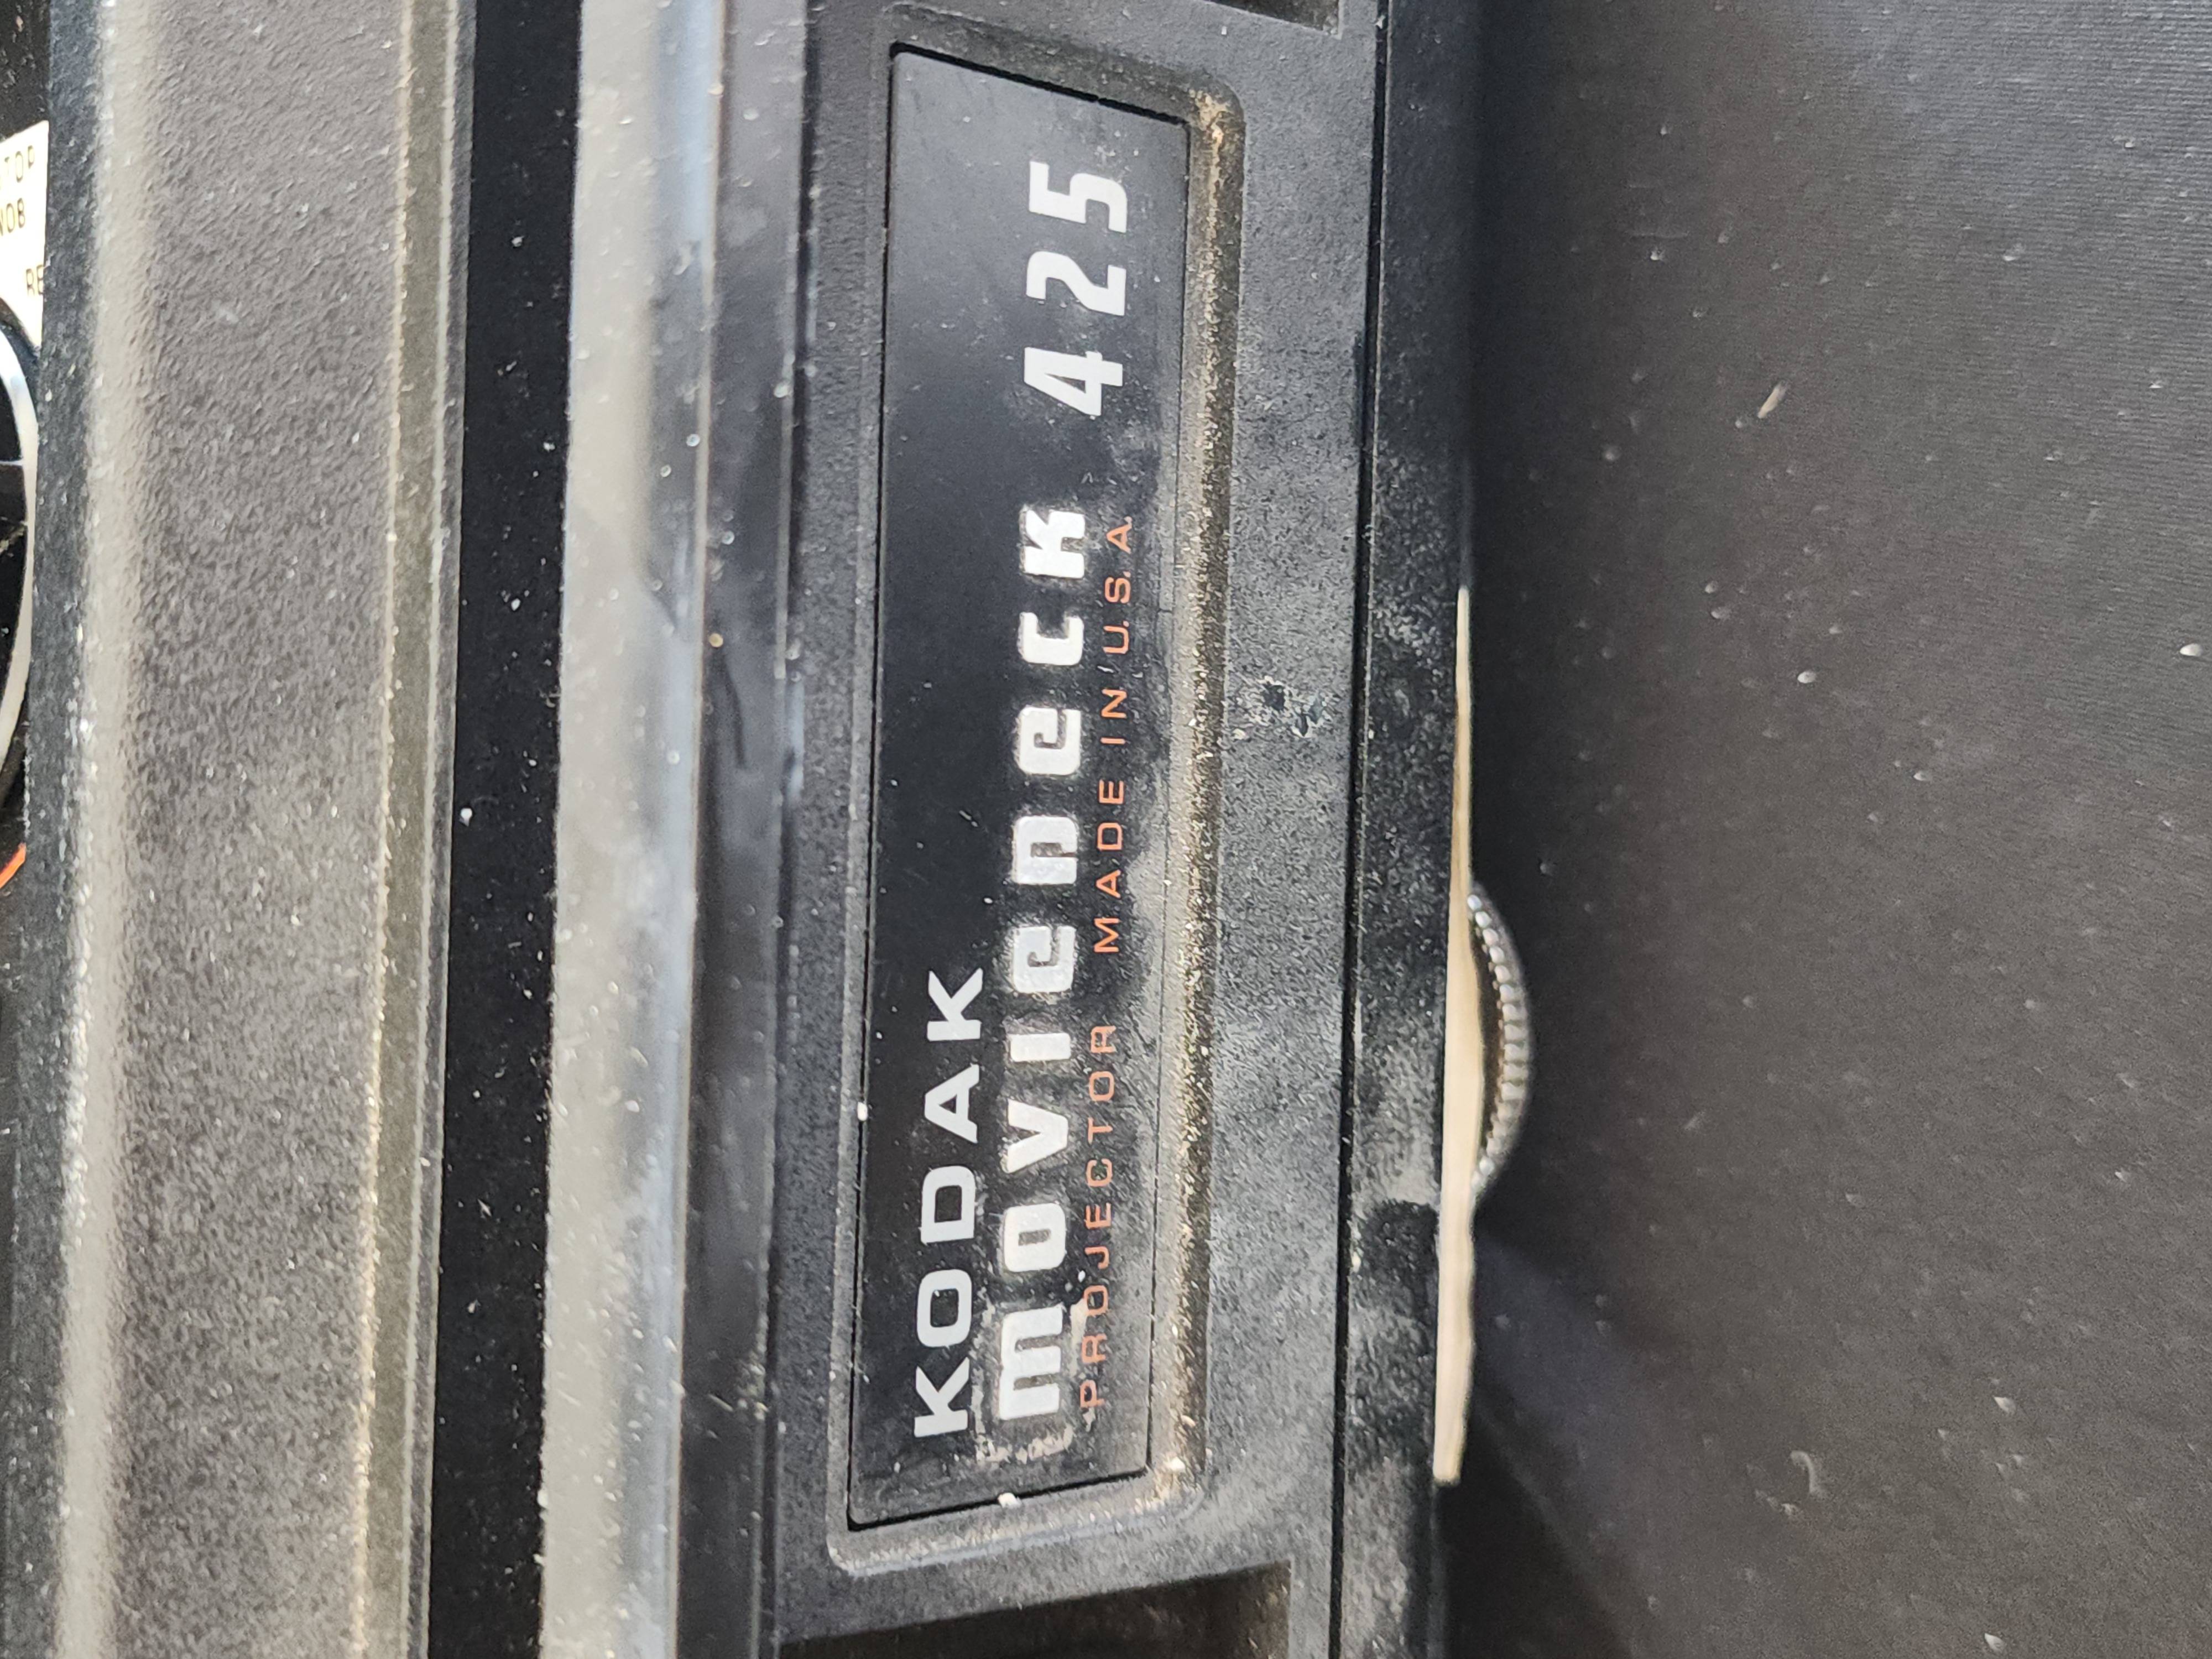 KODAK
moviedeck 425
PROJECTOR MADE IN U.S.A.